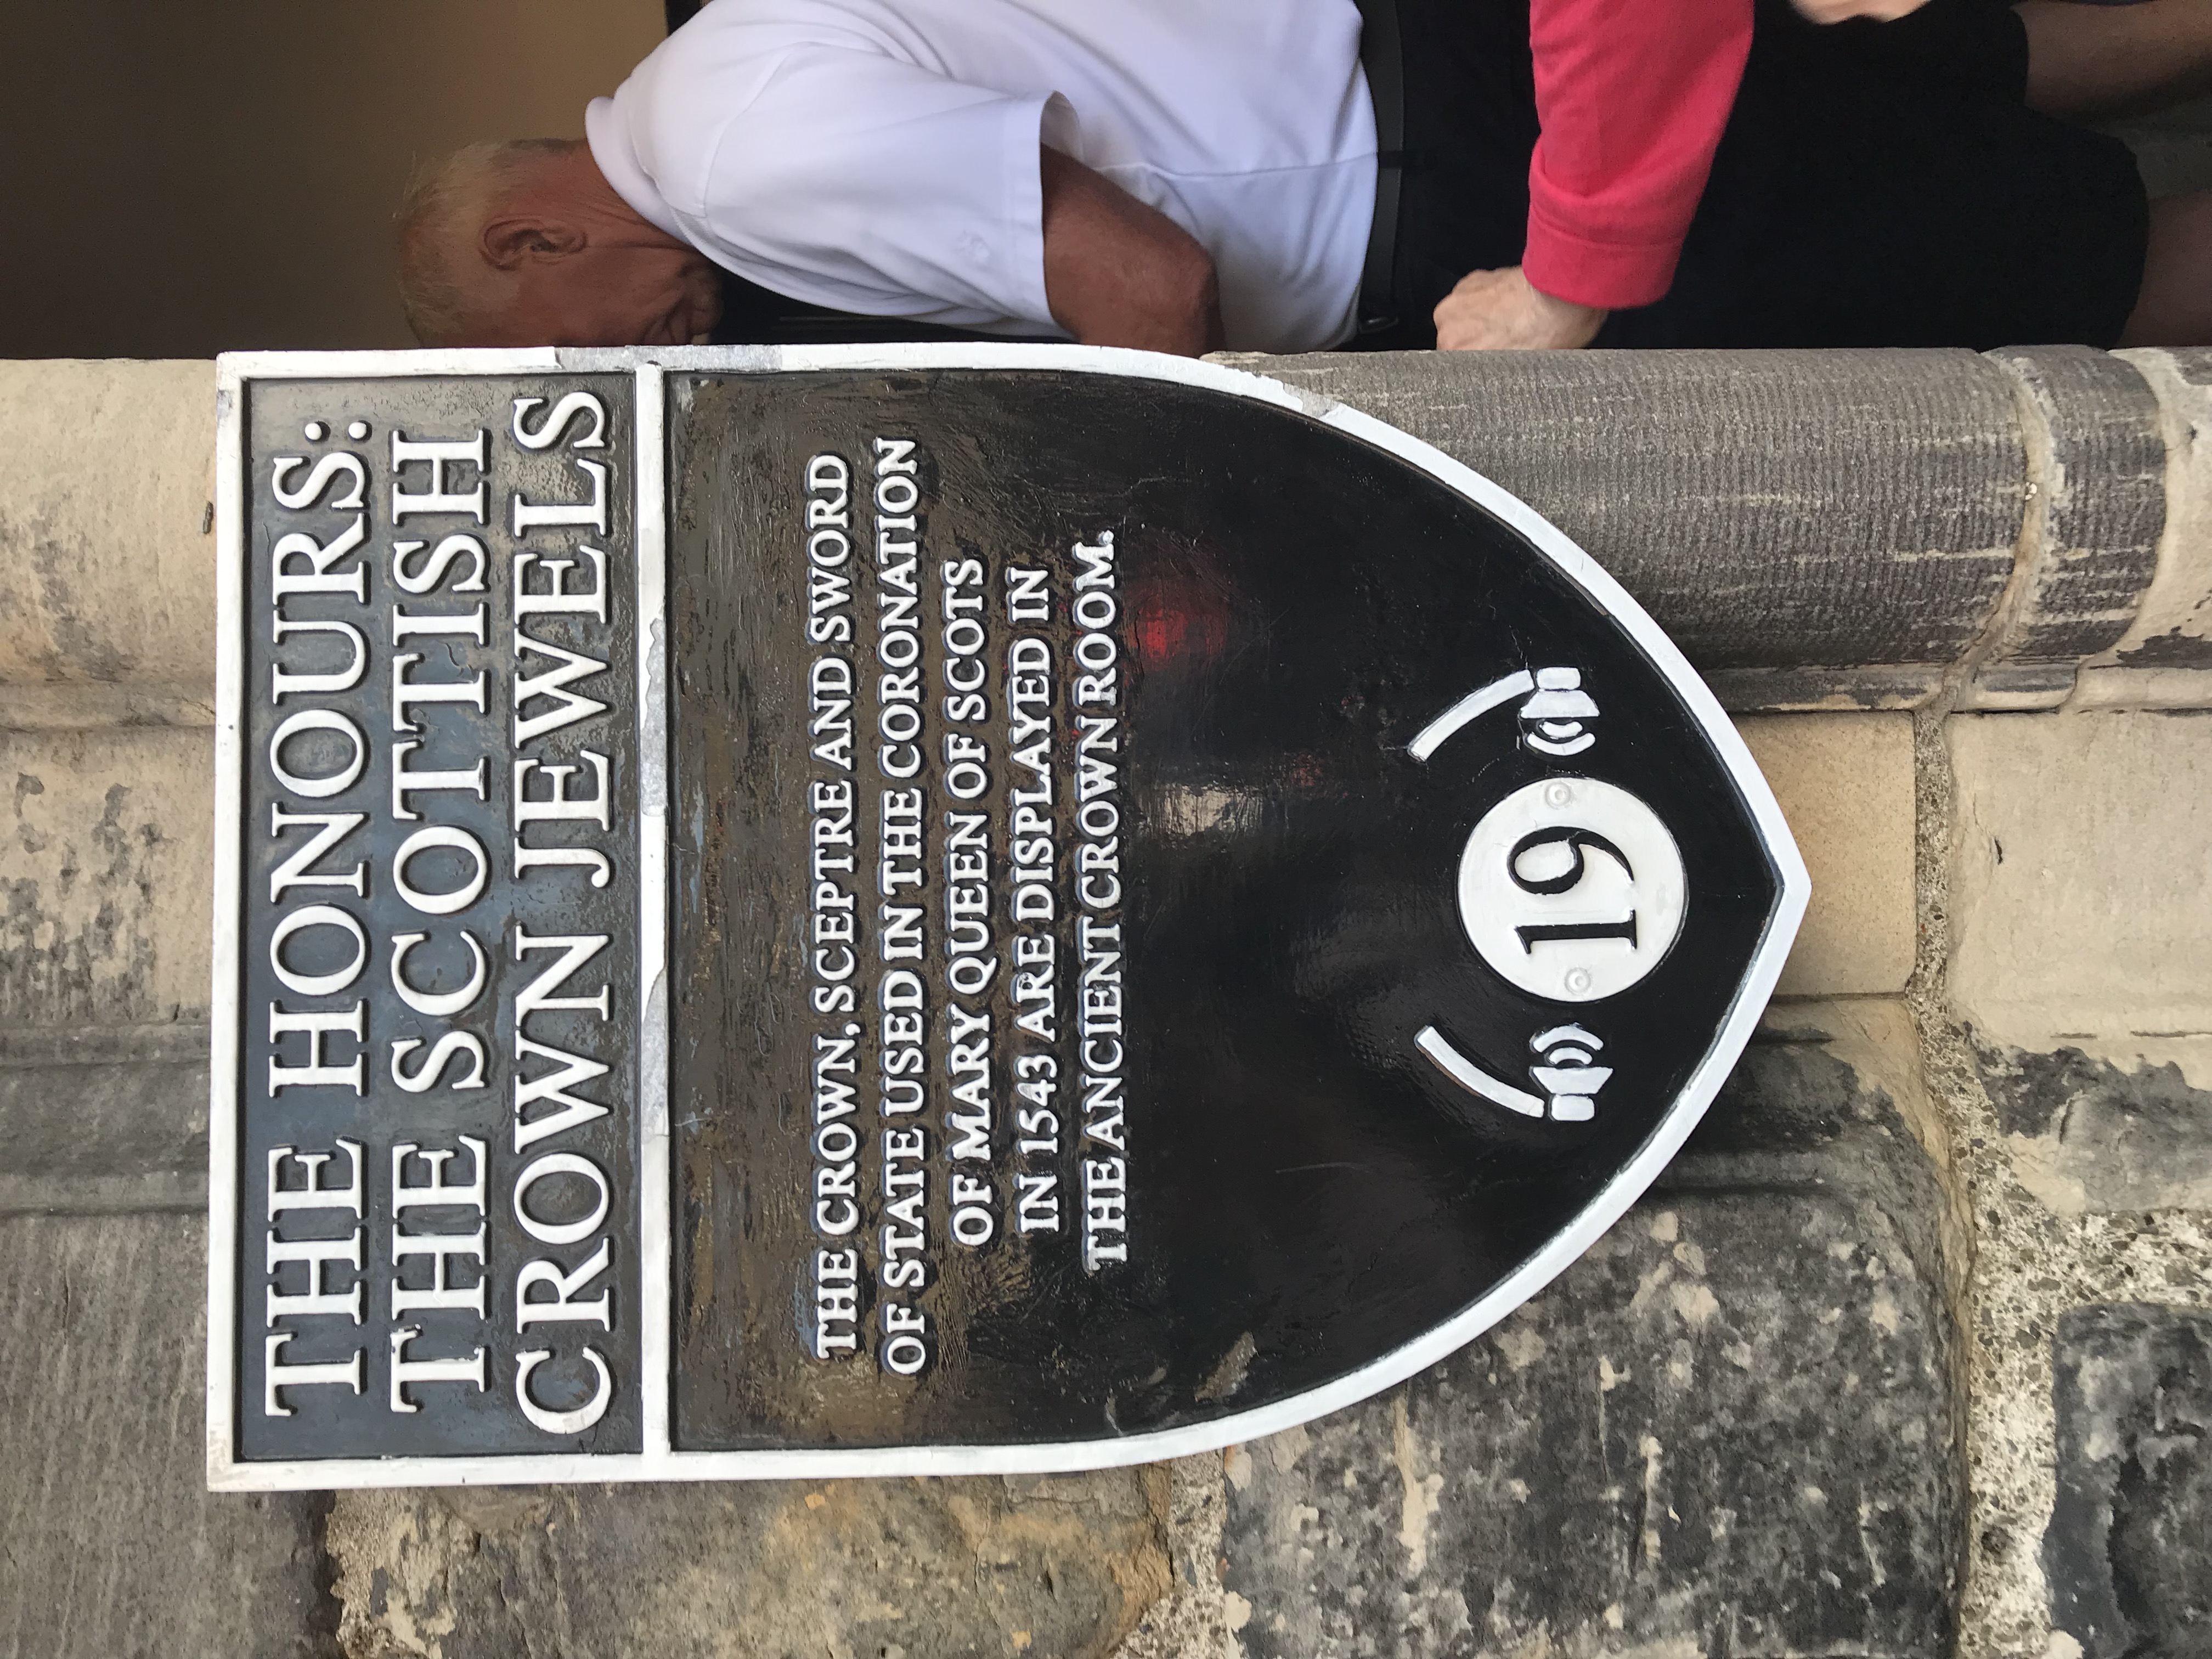 THE HONOURS:
THE SCOTTISH
CROWN JEWELS
THE CROWN, SCEPTRE AND SWORD
OF STATE USED IN THE CORONATION
OF MARY QUEEN OF SCOTS
IN 1543 ARE DISPLAYED IN
THE ANCIENT CROWN ROOM.
19